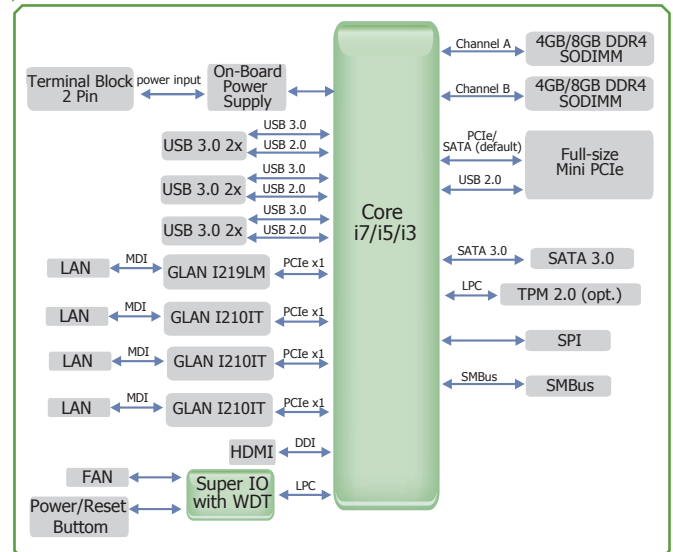 Terminal Block
2 Pin
power input
On-Board
Power
Supply
USB 3.0 2x
USB 3.0
USB 2.0
USB 3.0 2x
USB 3.0
USB 2.0
USB 3.0 2x
USB 3.0
USB 2.0
LAN
MDI
GLAN I219LM
PCIe x1
LAN
MDI
GLAN I210IT
PCIe x1
LAN
MDI
GLAN I210IT
PCIe x1
LAN
MDI
GLAN I210IT
PCIe x1
HDMI
DDI
FAN
Power/Reset
Buttom
Super IO
with WDT
LPC
Core
i7/i5/i3
Channel A
4GB/8GB DDR4
SODIMM
Channel B
4GB/8GB DDR4
SODIMM
PCIe/
SATA (default)
USB 2.0
Full-size
Mini PCIe
SATA 3.0
SATA 3.0
LPC
TPM 2.0 (opt.)
SPI
SMBus
SMBus